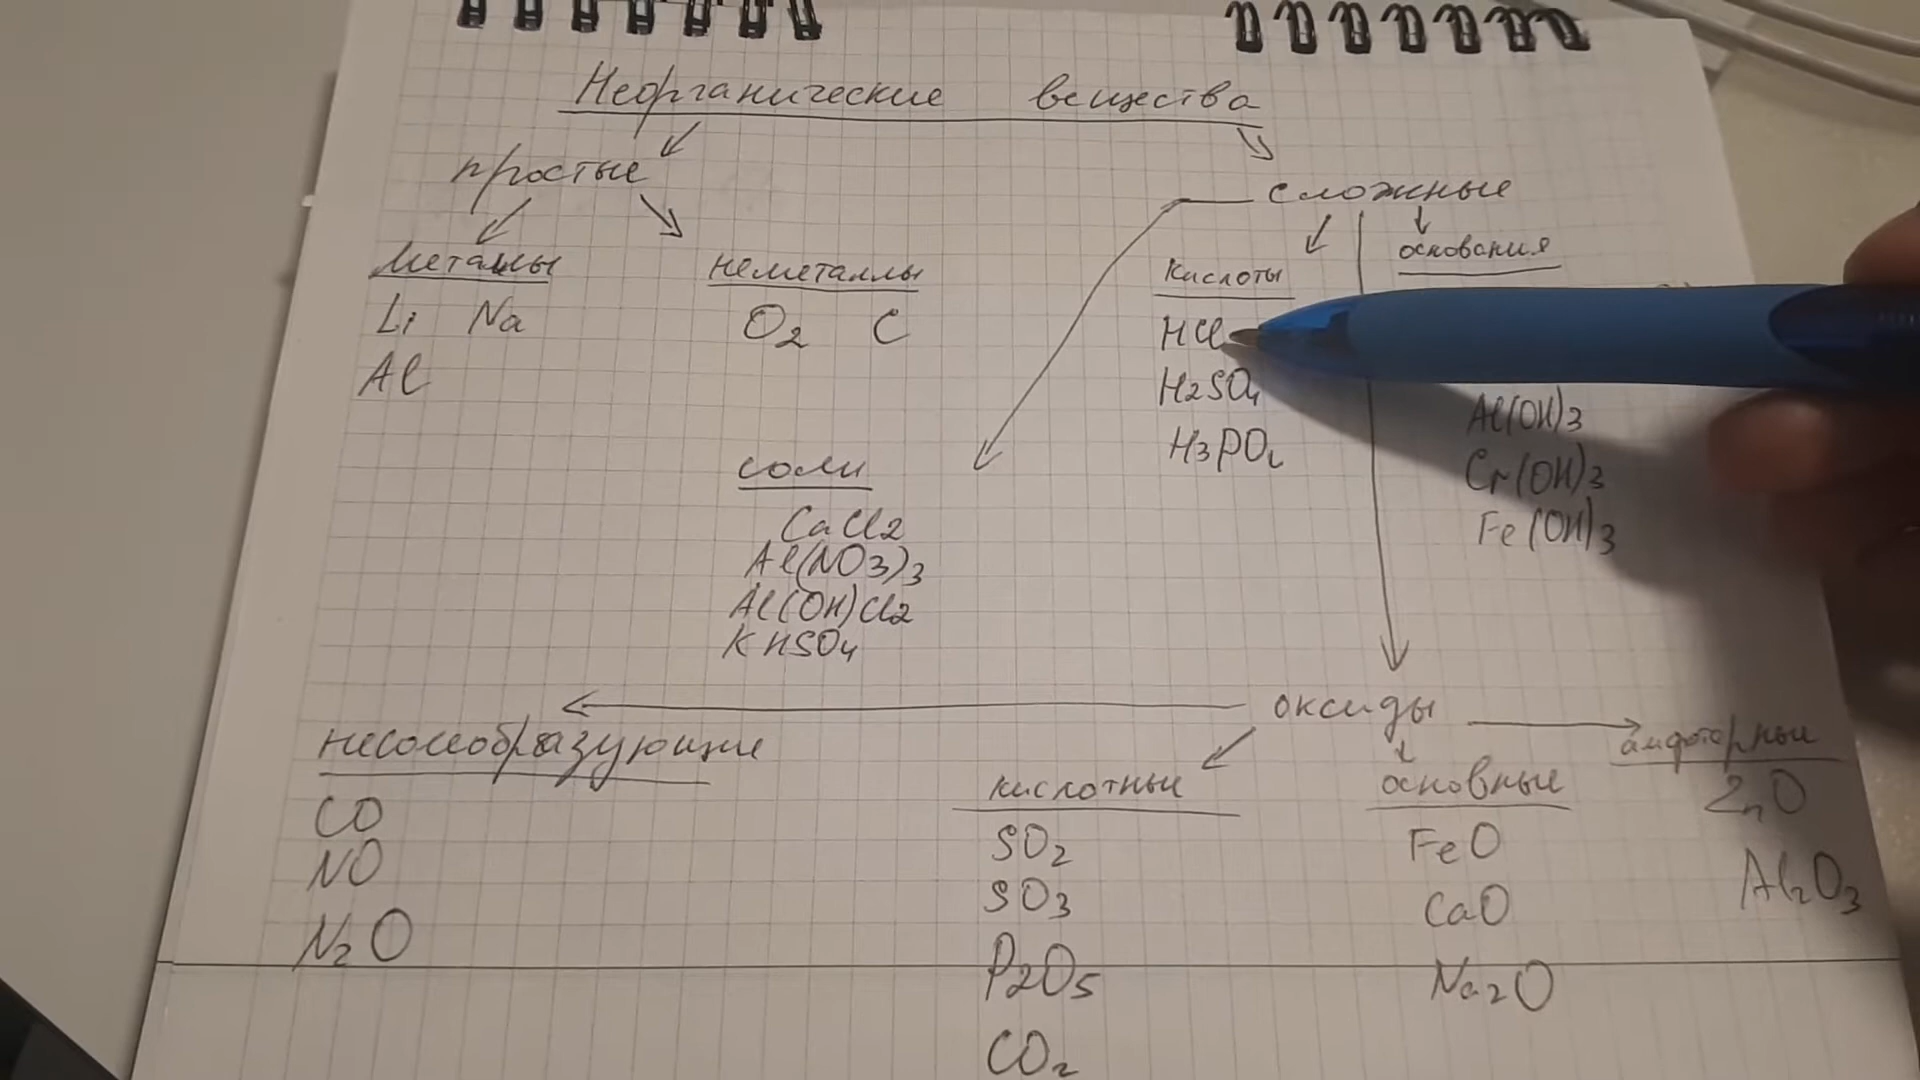 Неорганические вещества
простые
сложные
металлы
неметаллы
кислоты
основания
Li Na
O2 C
HCl
Al
H2SO4
Al(OH)3
H3PO4
Cr(OH)3
Fe(OH)3
соли
CaCl2
Al(NO3)3
Al(OH)Cl2
KHSO4
оксиды
несолеобразующие
кислотные
основные
амфотерные
CO
SO2
FeO
ZnO
NO
SO3
CaO
Al2O3
N2O
P2O5
Na2O
CO2